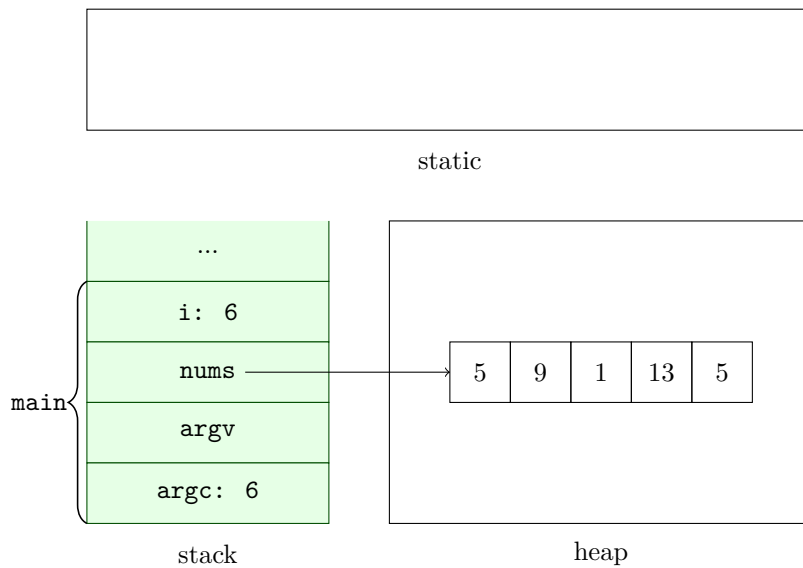 static
...
i: 6
nums
5 9 1 13 5
main
argv
argc: 6
stack
heap